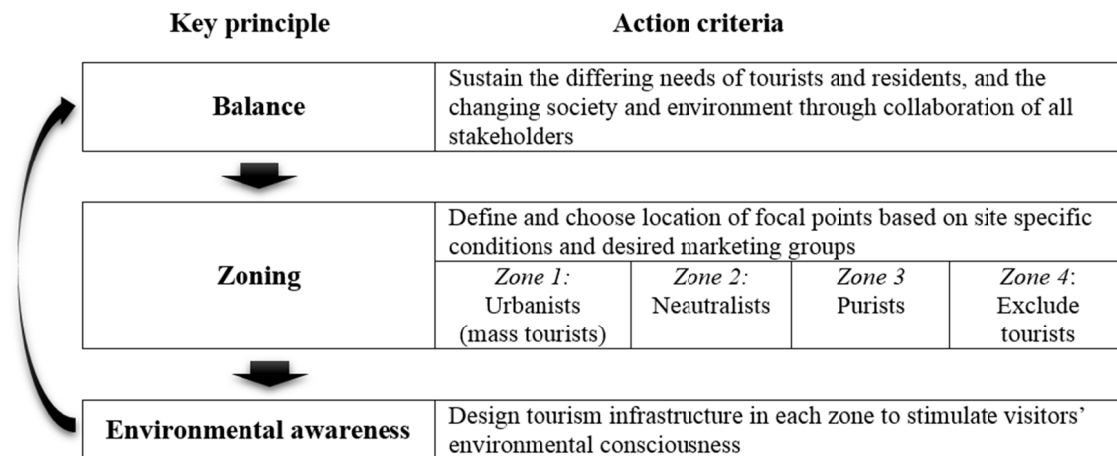 Key principle
Action criteria
Balance
Sustain the differing needs of tourists and residents, and the
changing society and environment through collaboration of all
stakeholders
Zoning
Define and choose location of focal points based on site specific
conditions and desired marketing groups
Zone 1:
Urbanists
(mass tourists)
Zone 2:
Neautralists
Zone 3
Purists
Zone 4:
Exclude
tourists
Environmental awareness
Design tourism infrastructure in each zone to stimulate visitors’
environmental consciousness